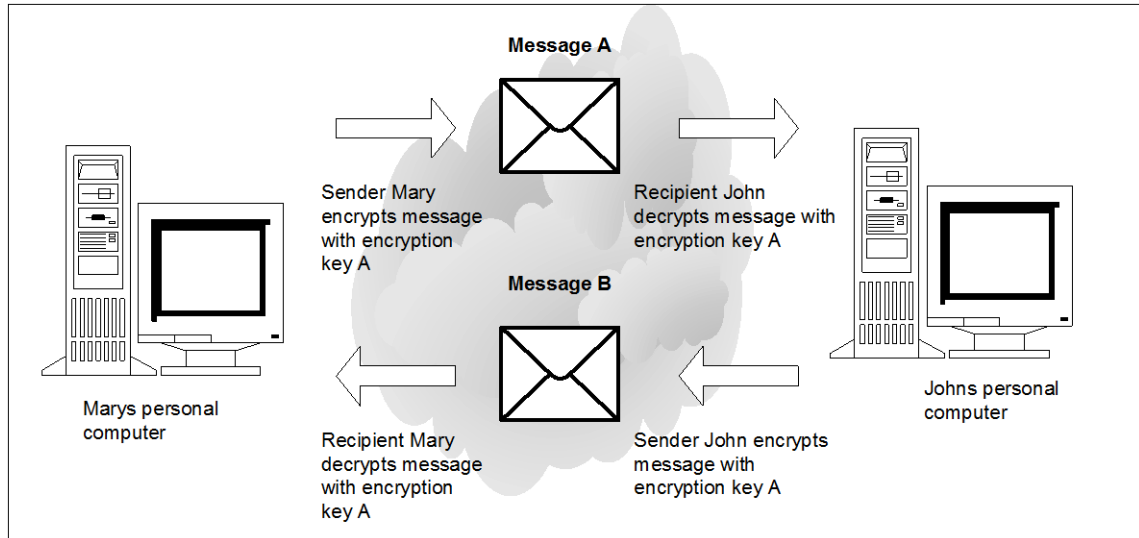 Message A
Sender Mary
encrypts message
with encryption
key A
Recipient John
decrypts message with
encryption key A
Message B
Marys personal
computer
Johns personal
computer
Recipient Mary
decrypts message
with encryption
key A
Sender John encrypts
message with
encryption key A